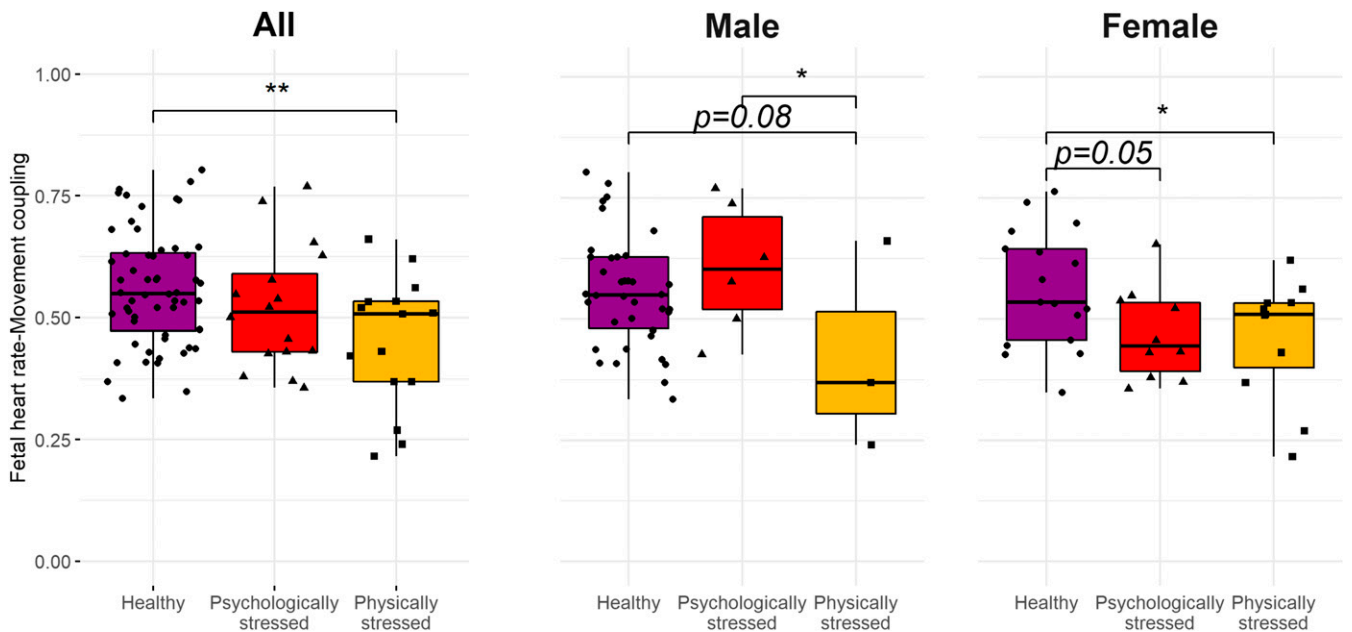 All
Male
Female
Fetal heart rate-Movement coupling
1.00
0.75
0.50
0.25
0.00
**
*
p=0.08
*
p=0.05
Healthy
Psychologically
stressed
Physically
stressed
Healthy
Psychologically
stressed
Physically
stressed
Healthy
Psychologically
stressed
Physically
stressed